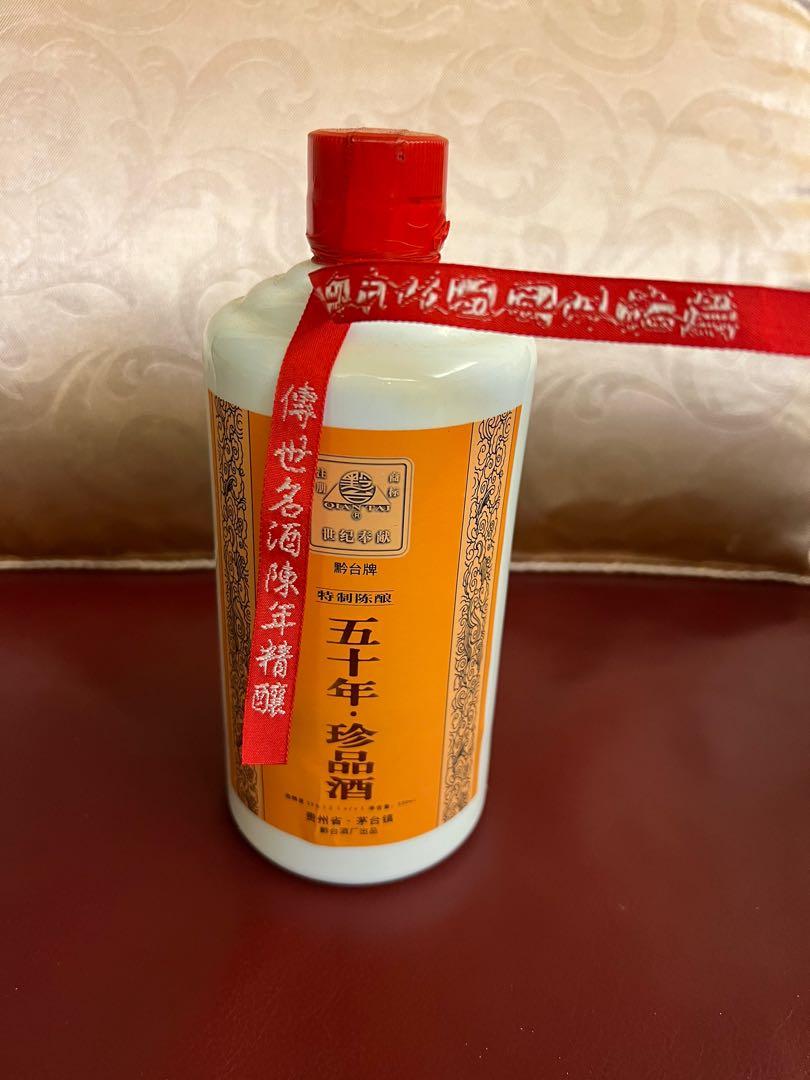 傳世名酒陳年精釀
注册
商标
QIANTAI
®
世纪奉献
黔台牌
特制陈酿
五十年·珍品酒
贵州省·茅台镇
黔台酒厂出品